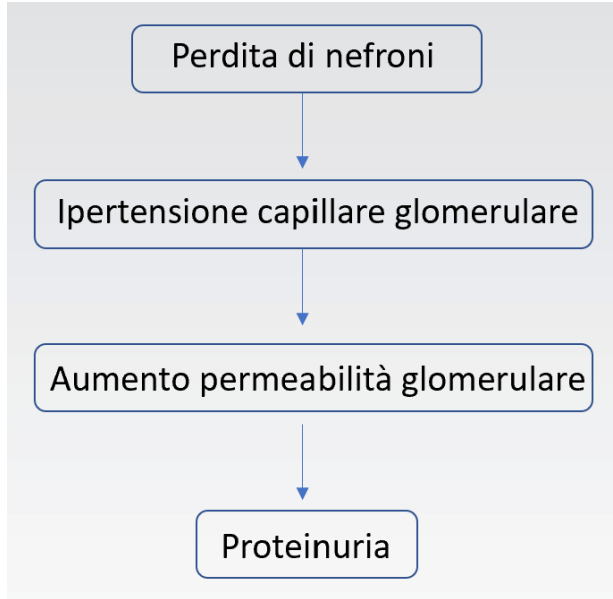 Perdita di nefroni
Ipertensione capillare glomerulare
Aumento permeabilità glomerulare
Proteinuria